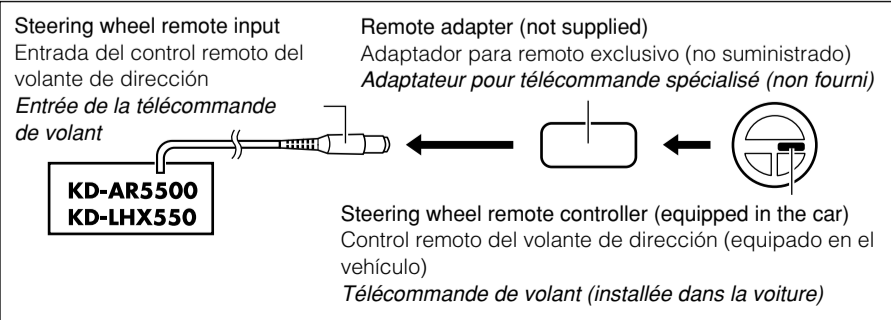 Steering wheel remote input
Entrada del control remoto del
volante de dirección
Entrée de la télécommande
de volant
Remote adapter (not supplied)
Adaptador para remoto exclusivo (no suministrado)
Adaptateur pour télécommande spécialisé (non fourni)
KD-AR5500
KD-LHX550
Steering wheel remote controller (equipped in the car)
Control remoto del volante de dirección (equipado en el
vehículo)
Télécommande de volant (installée dans la voiture)